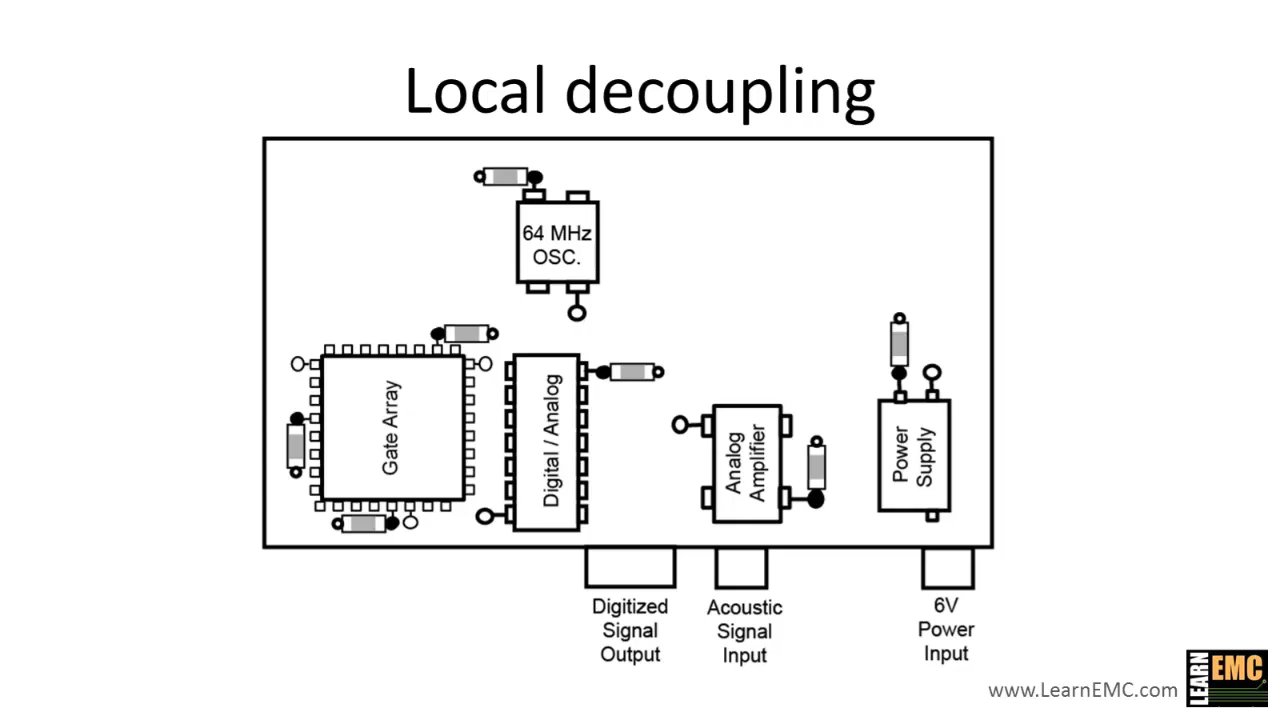 Local decoupling
64 MHz
OSC.
Gate Array
Digital / Analog
Analog
Amplifier
Power
Supply
Digitized
Signal
Output
Acoustic
Signal
Input
6V
Power
Input
www.LearnEMC.com
LEARN
EMC